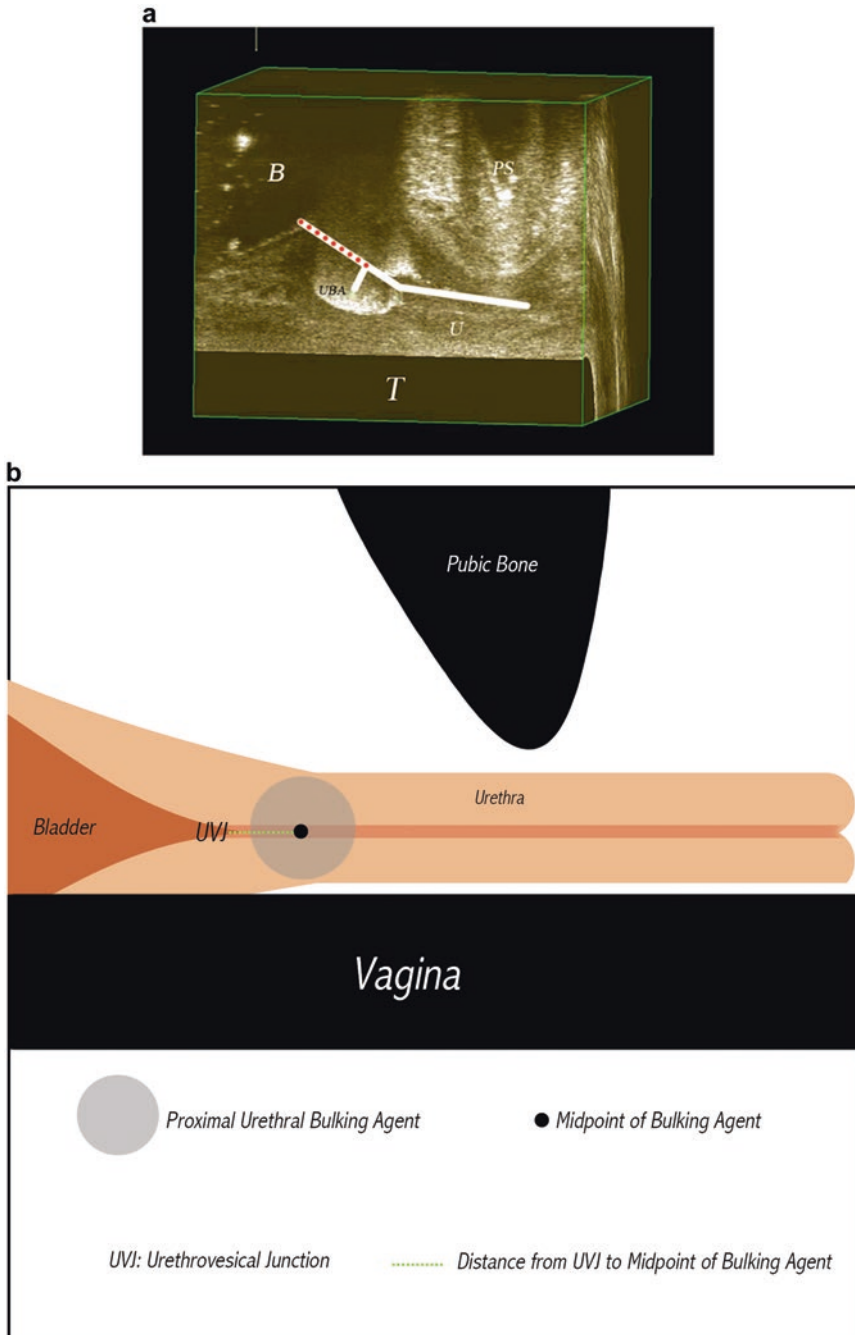 a
B
PS
UBA
U
T
b
Pubic Bone
Urethra
Bladder
UVJ
Vagina
Proximal Urethral Bulking Agent
Midpoint of Bulking Agent
UVJ: Urethrovesical Junction
Distance from UVJ to Midpoint of Bulking Agent